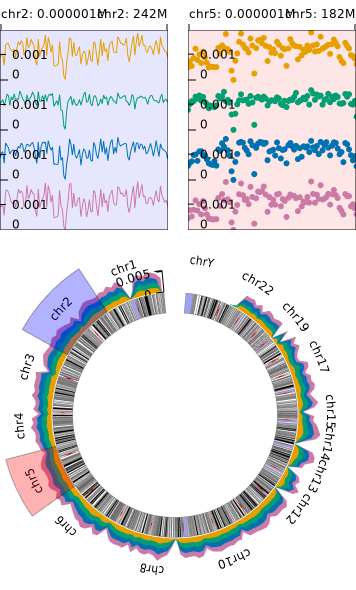 chr2: 0.000001M chr2: 242M
chr5: 0.000001M chr5: 182M
0.001
0
0.001
0
0.001
0
0.001
0
0.001
0
0.001
0
0.001
0
0.001
0
chr1
0.005
0
chrY
chr22
chr19
chr17
chr15
chr14
chr13
chr12
chr10
chr8
chr6
chr5
chr4
chr3
chr2